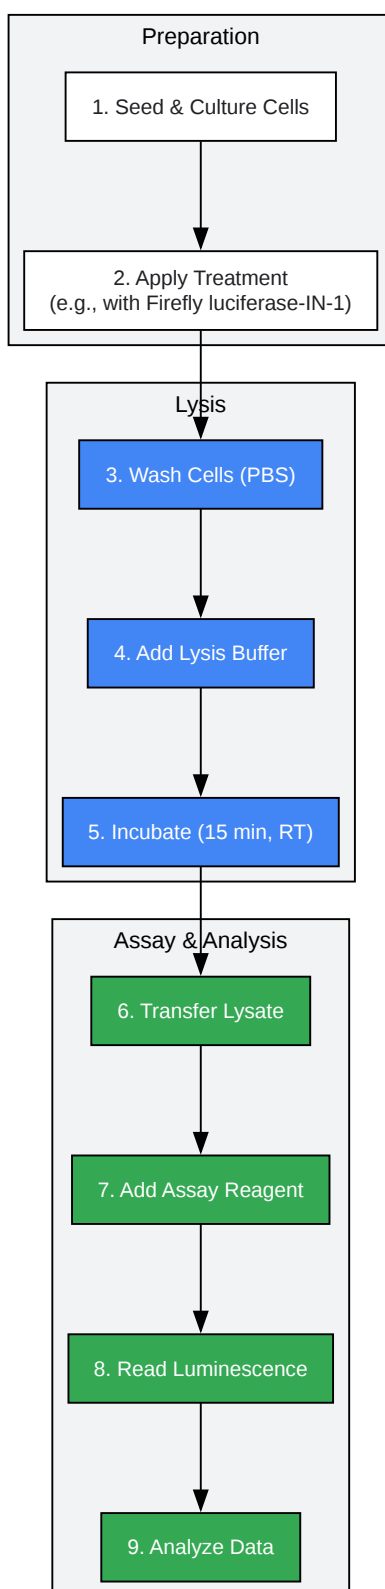 Preparation
1. Seed & Culture Cells
2. Apply Treatment
(e.g., with Firefly luciferase-IN-1)
Lysis
3. Wash Cells (PBS)
4. Add Lysis Buffer
5. Incubate (15 min, RT)
Assay & Analysis
6. Transfer Lysate
7. Add Assay Reagent
8. Read Luminescence
9. Analyze Data